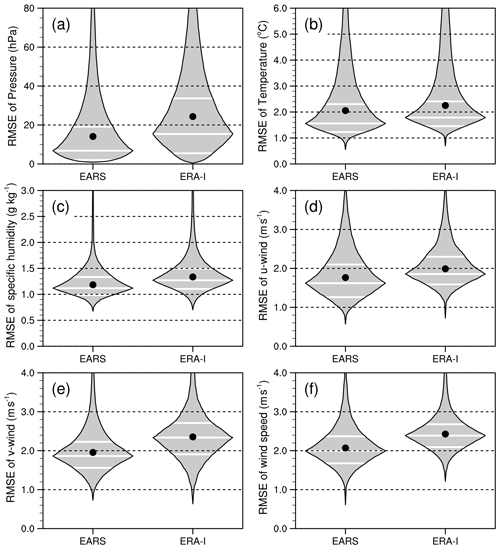 (a)
RMSE of Pressure (hPa)
80
60
40
20
0
EARS
ERA-I
(b)
RMSE of Temperature (°C)
6.0
5.0
4.0
3.0
2.0
1.0
0.0
EARS
ERA-I
(c)
RMSE of specific humidity (g kg⁻¹)
3.0
2.5
2.0
1.5
1.0
0.5
0.0
EARS
ERA-I
(d)
RMSE of u-wind (m s⁻¹)
4.0
3.0
2.0
1.0
0.0
EARS
ERA-I
(e)
RMSE of v-wind (m s⁻¹)
4.0
3.0
2.0
1.0
0.0
EARS
ERA-I
(f)
RMSE of wind speed (m s⁻¹)
4.0
3.0
2.0
1.0
0.0
EARS
ERA-I